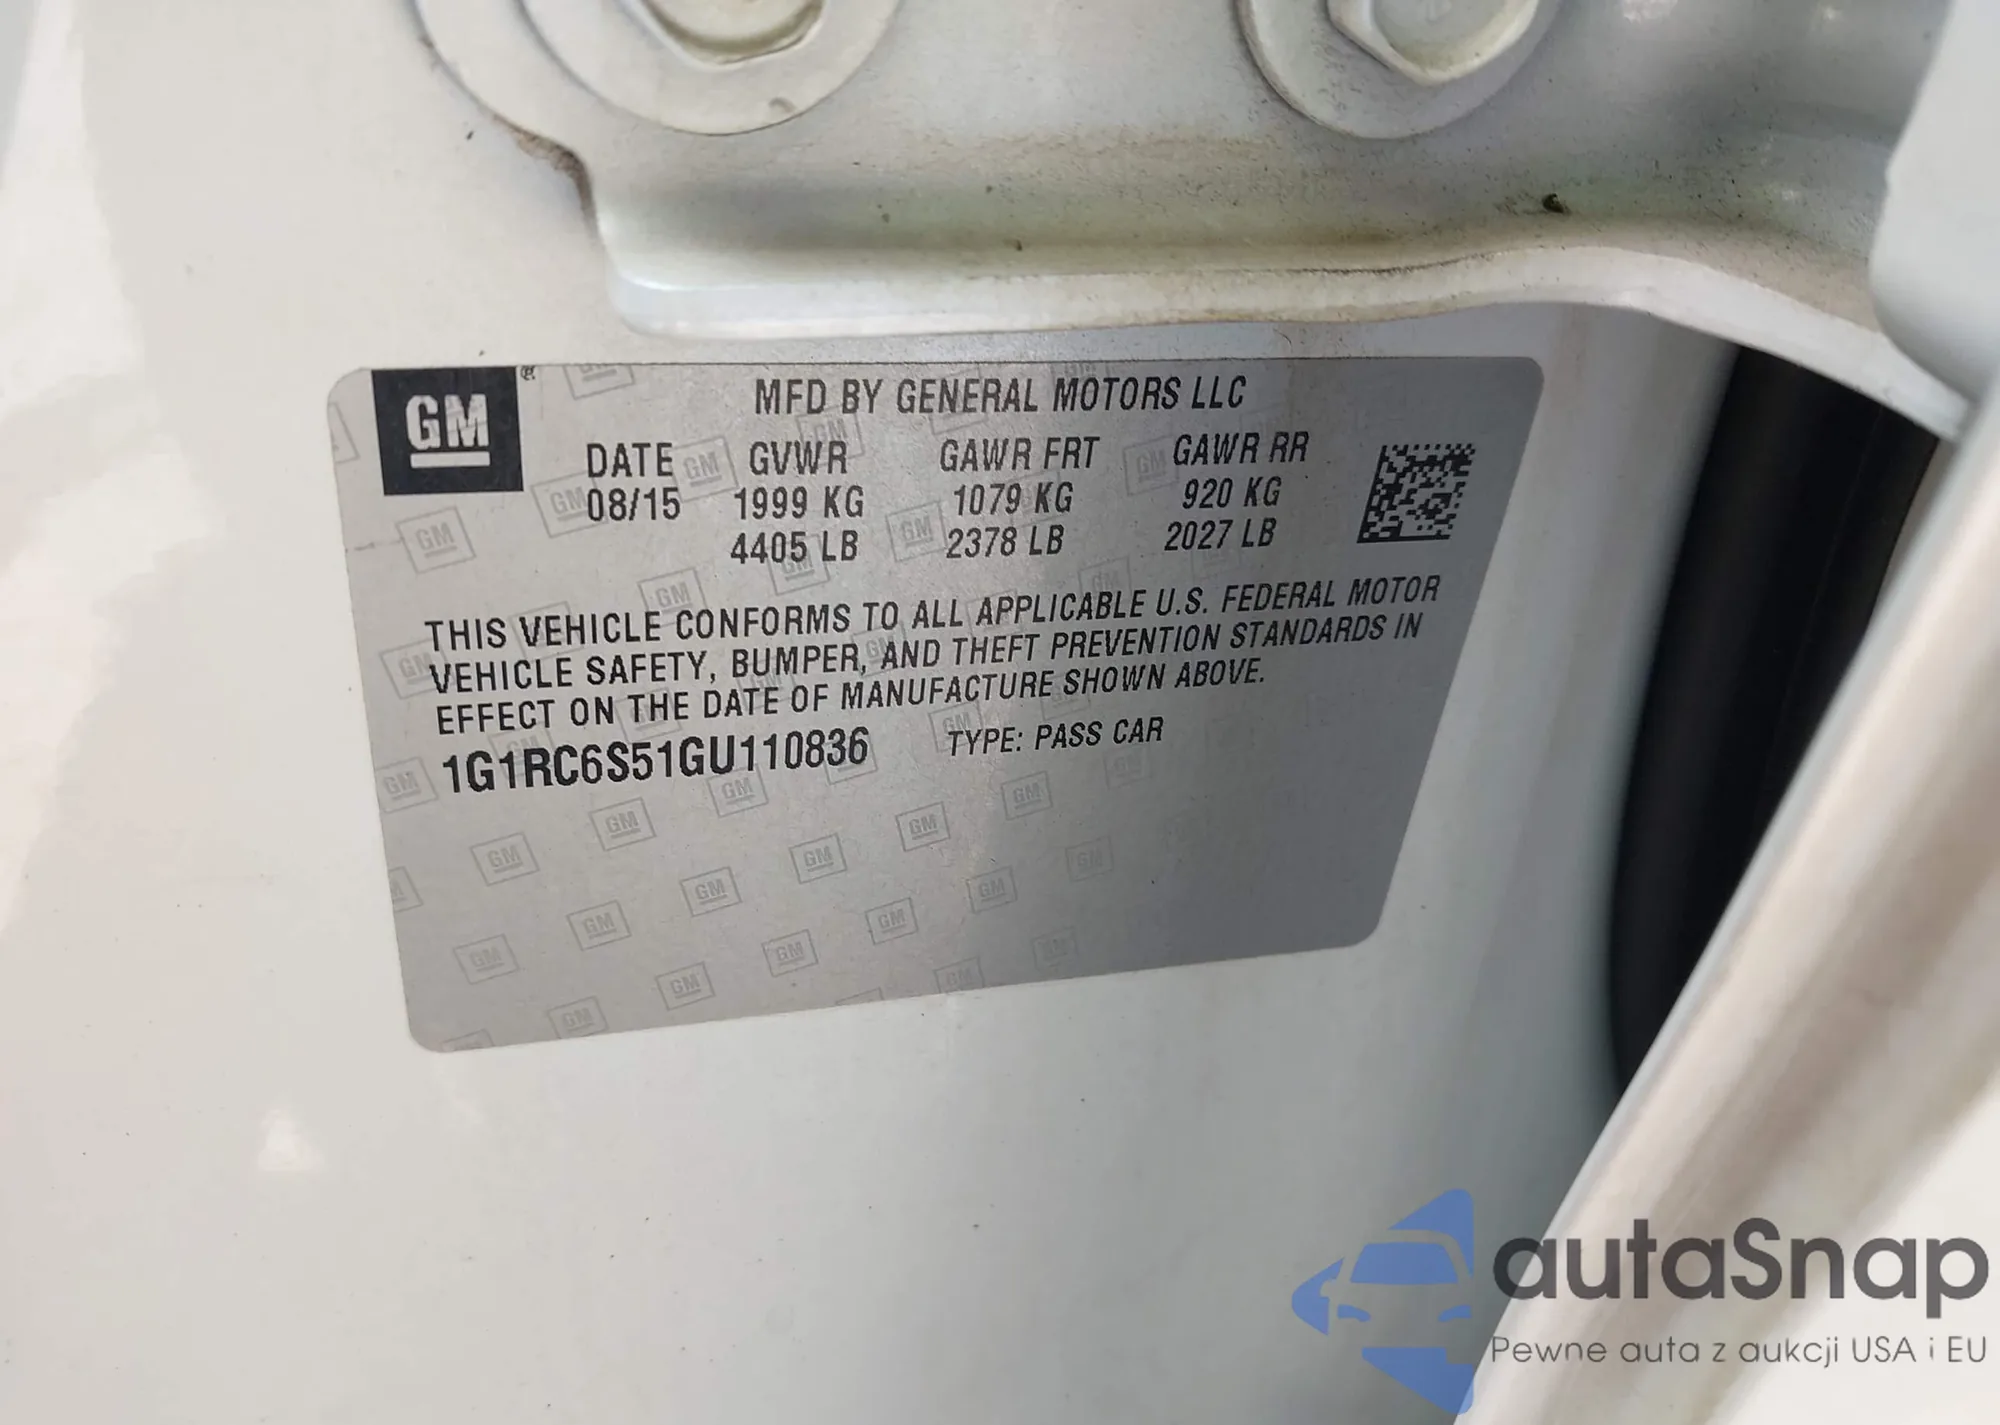 GM
MFD BY GENERAL MOTORS LLC
DATE GVWR GAWR FRT GAWR RR
08/15 1999 KG 1079 KG 920 KG
4405 LB 2378 LB 2027 LB
THIS VEHICLE CONFORMS TO ALL APPLICABLE U.S. FEDERAL MOTOR
VEHICLE SAFETY, BUMPER, AND THEFT PREVENTION STANDARDS IN
EFFECT ON THE DATE OF MANUFACTURE SHOWN ABOVE.
1G1RC6S51GU110836 TYPE: PASS CAR
autaSnap
Pewne auta z aukcji USA i EU